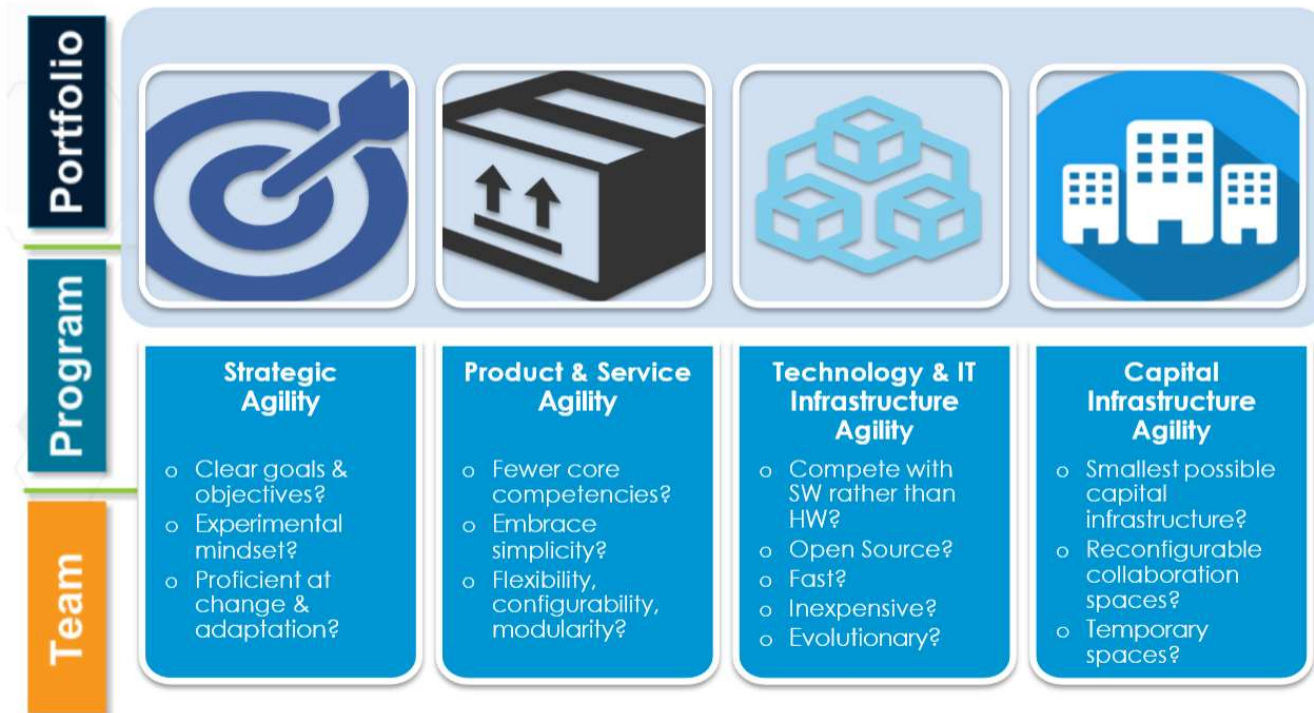 Portfolio
Program
Team
Strategic
Agility
o Clear goals &
objectives?
o Experimental
mindset?
o Proficient at
change &
adaptation?
Product & Service
Agility
o Fewer core
competencies?
o Embrace
simplicity?
o Flexibility,
configurability,
modularity?
Technology & IT
Infrastructure
Agility
o Compete with
SW rather than
HW?
o Open Source?
o Fast?
o Inexpensive?
o Evolutionary?
Capital
Infrastructure
Agility
o Smallest possible
capital
infrastructure?
o Reconfigurable
collaboration
spaces?
o Temporary
spaces?